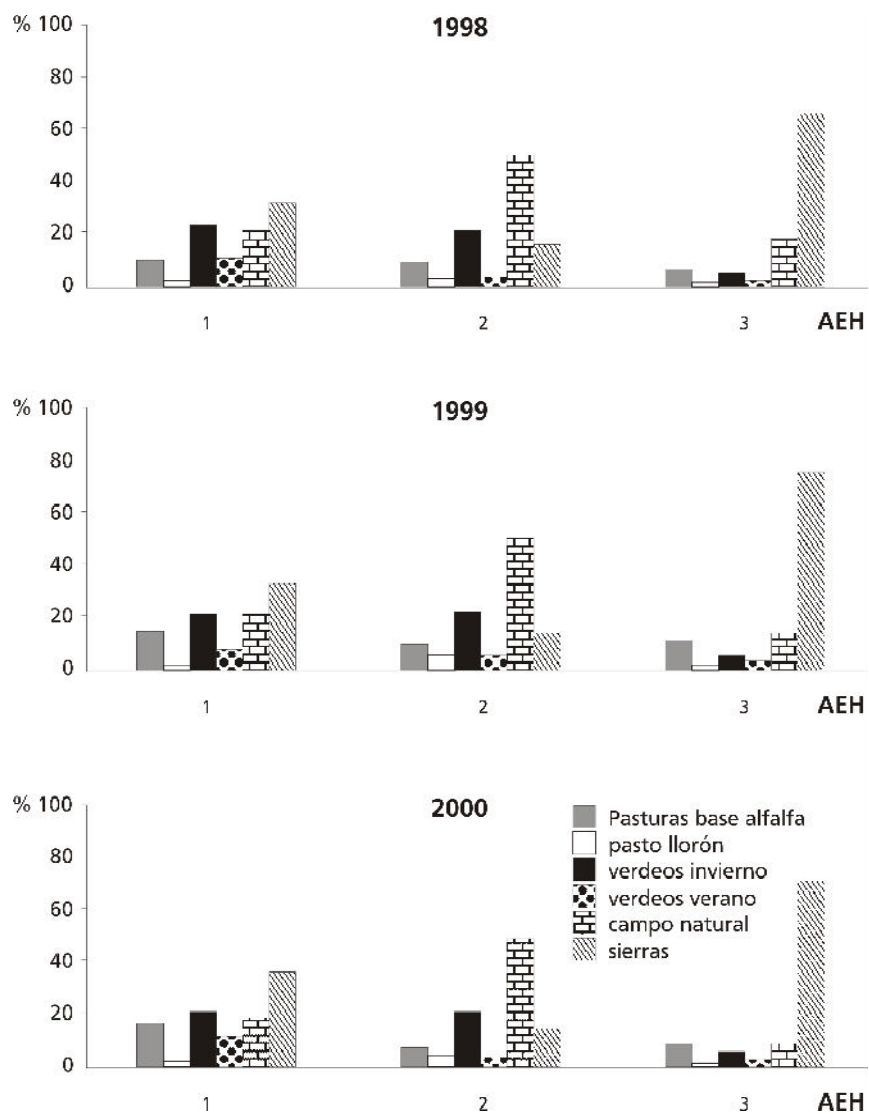 1998
% 100
80
60
40
20
0
1 2 3 AEH
1999
% 100
80
60
40
20
0
1 2 3 AEH
2000
% 100
80
60
40
20
0
Pasturas base alfalfa
pasto llorón
verdeos invierno
verdeos verano
campo natural
sierras
1 2 3 AEH